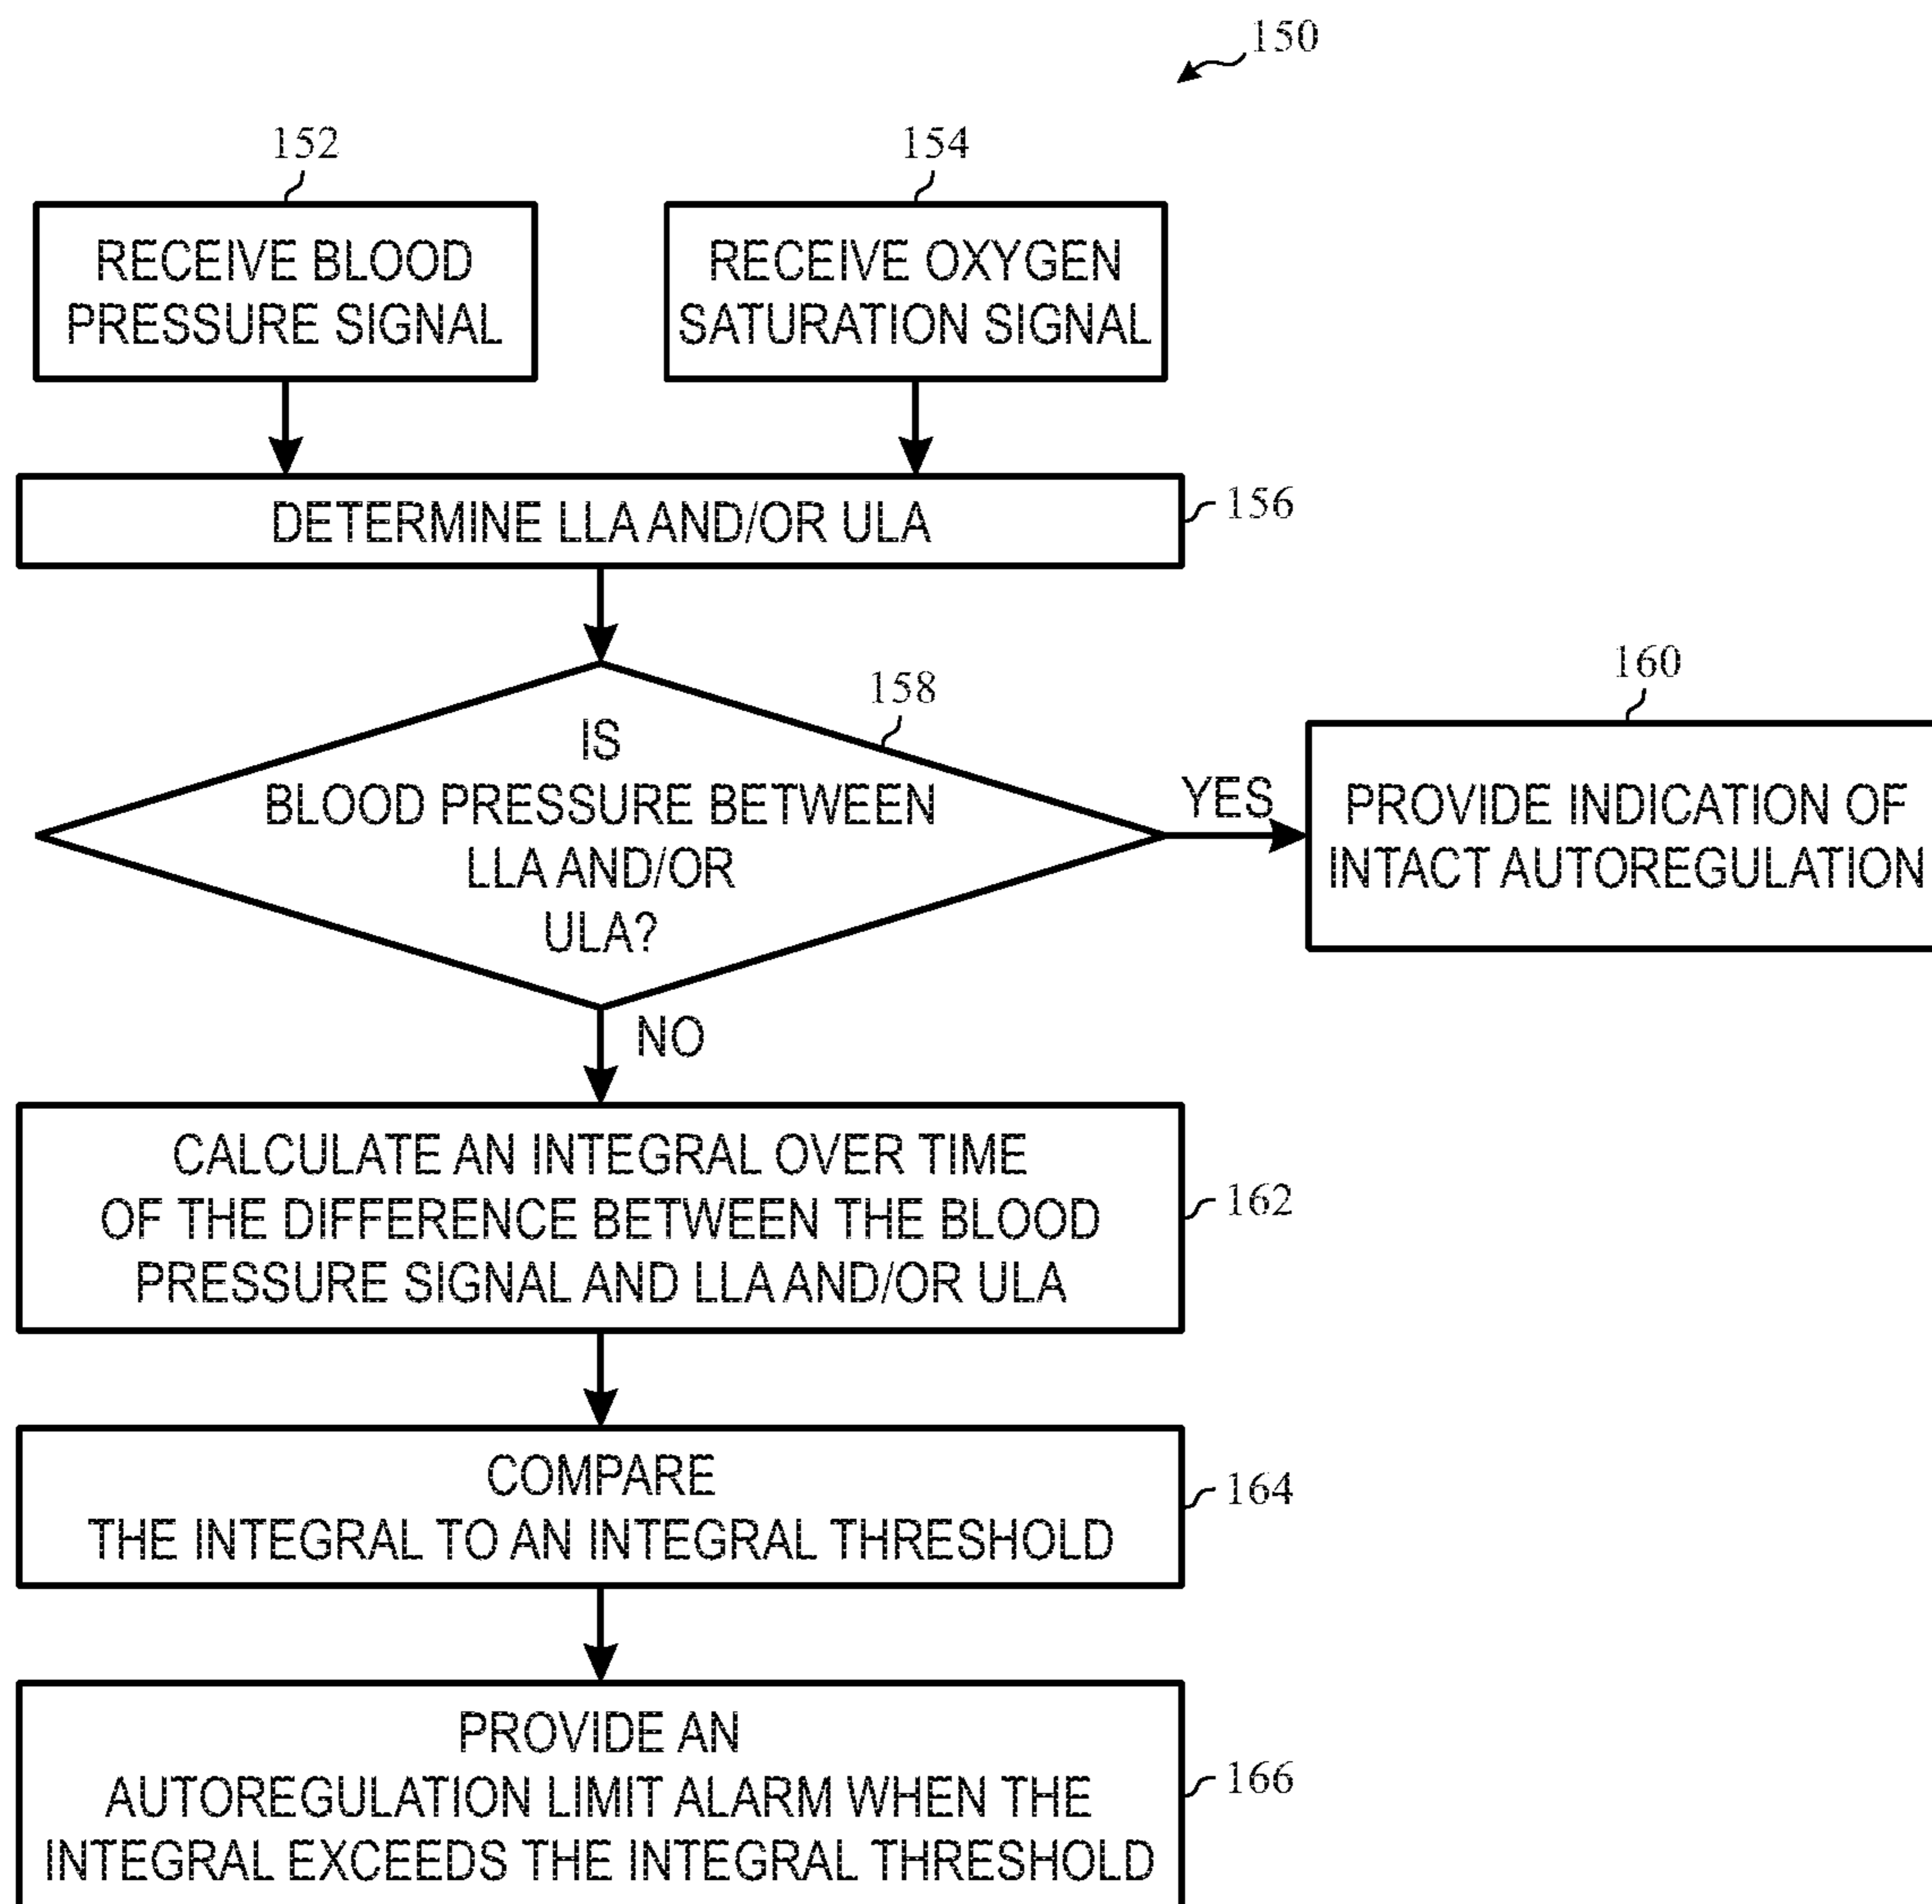 150
152
RECEIVE BLOOD
PRESSURE SIGNAL
154
RECEIVE OXYGEN
SATURATION SIGNAL
DETERMINE LLA AND/OR ULA
156
158
IS
BLOOD PRESSURE BETWEEN
LLA AND/OR
ULA?
YES
160
PROVIDE INDICATION OF
INTACT AUTOREGULATION
NO
CALCULATE AN INTEGRAL OVER TIME
OF THE DIFFERENCE BETWEEN THE BLOOD
PRESSURE SIGNAL AND LLA AND/OR ULA
162
COMPARE
THE INTEGRAL TO AN INTEGRAL THRESHOLD
164
PROVIDE AN
AUTOREGULATION LIMIT ALARM WHEN THE
INTEGRAL EXCEEDS THE INTEGRAL THRESHOLD
166